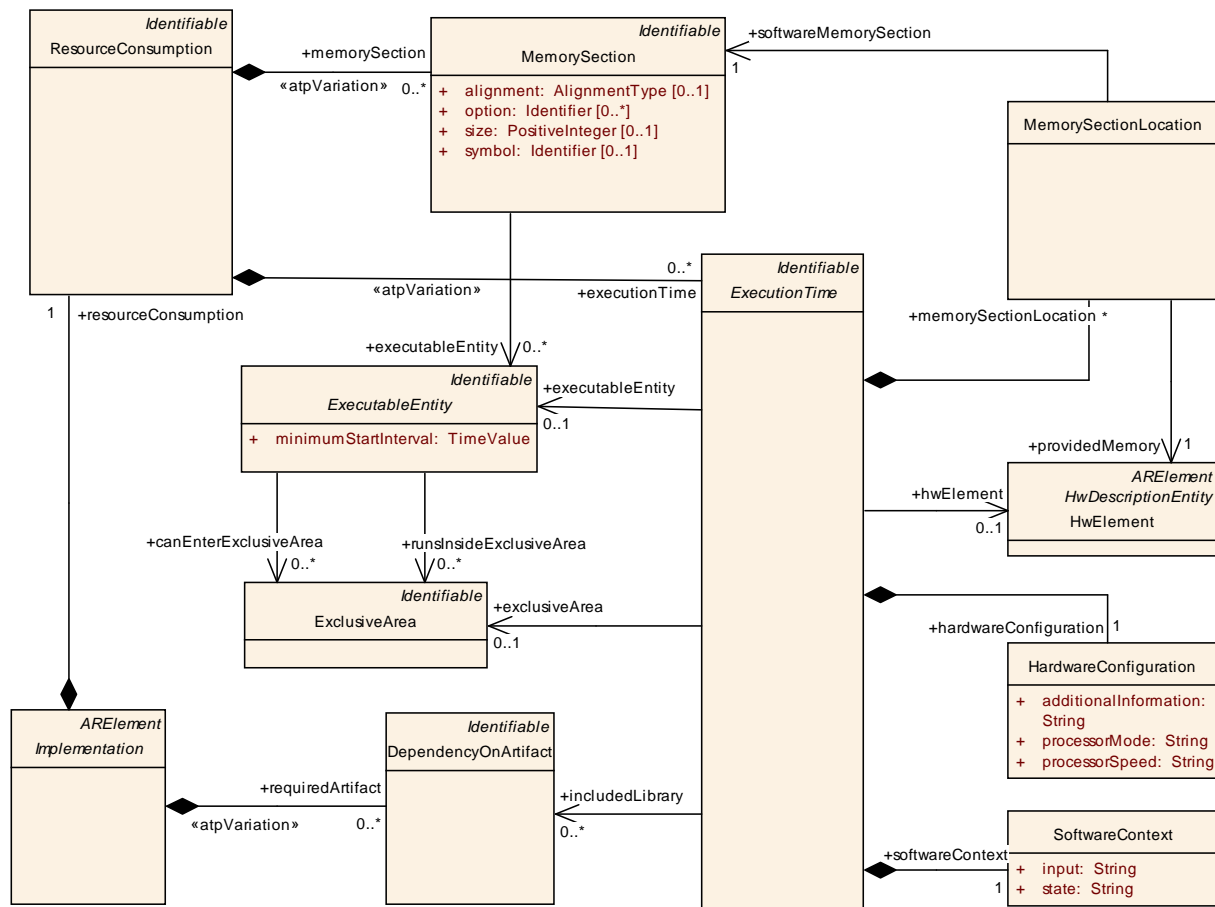 Identifiable
ResourceConsumption
+memorySection
«atpVariation»
0..*
Identifiable
MemorySection
+ alignment: AlignmentType [0..1]
+ option: Identifier [0..*]
+ size: PositiveInteger [0..1]
+ symbol: Identifier [0..1]
+softwareMemorySection
1
MemorySectionLocation
«atpVariation»
0..*
+executionTime
Identifiable
ExecutionTime
1
+resourceConsumption
+memorySectionLocation
*
+executableEntity
0..*
Identifiable
ExecutableEntity
+ minimumStartInterval: TimeValue
+executableEntity
0..1
+providedMemory
1
ARElement
HwDescriptionEntity
HwElement
+hwElement
0..1
+canEnterExclusiveArea
0..*
+runsInsideExclusiveArea
0..*
Identifiable
ExclusiveArea
+exclusiveArea
0..1
+hardwareConfiguration
1
HardwareConfiguration
+ additionalInformation:
String
+ processorMode: String
+ processorSpeed: String
ARElement
Implementation
+requiredArtifact
«atpVariation»
0..*
Identifiable
DependencyOnArtifact
+includedLibrary
0..*
+softwareContext
1
SoftwareContext
+ input: String
+ state: String